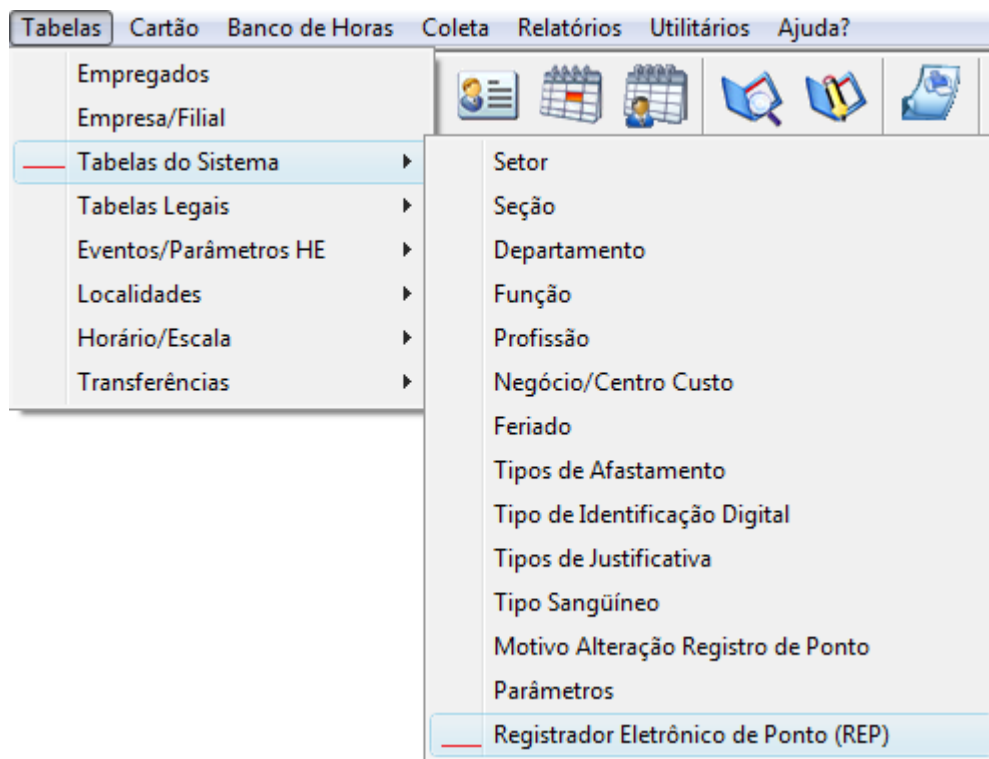 Tabelas Cartão Banco de Horas Coleta Relatórios Utilitários Ajuda?
Empregados
Empresa/Filial
Tabelas do Sistema
Tabelas Legais
Eventos/Parâmetros HE
Localidades
Horário/Escala
Transferências
Setor
Seção
Departamento
Função
Profissão
Negócio/Centro Custo
Feriado
Tipos de Afastamento
Tipo de Identificação Digital
Tipos de Justificativa
Tipo Sangüíneo
Motivo Alteração Registro de Ponto
Parâmetros
Registrador Eletrônico de Ponto (REP)